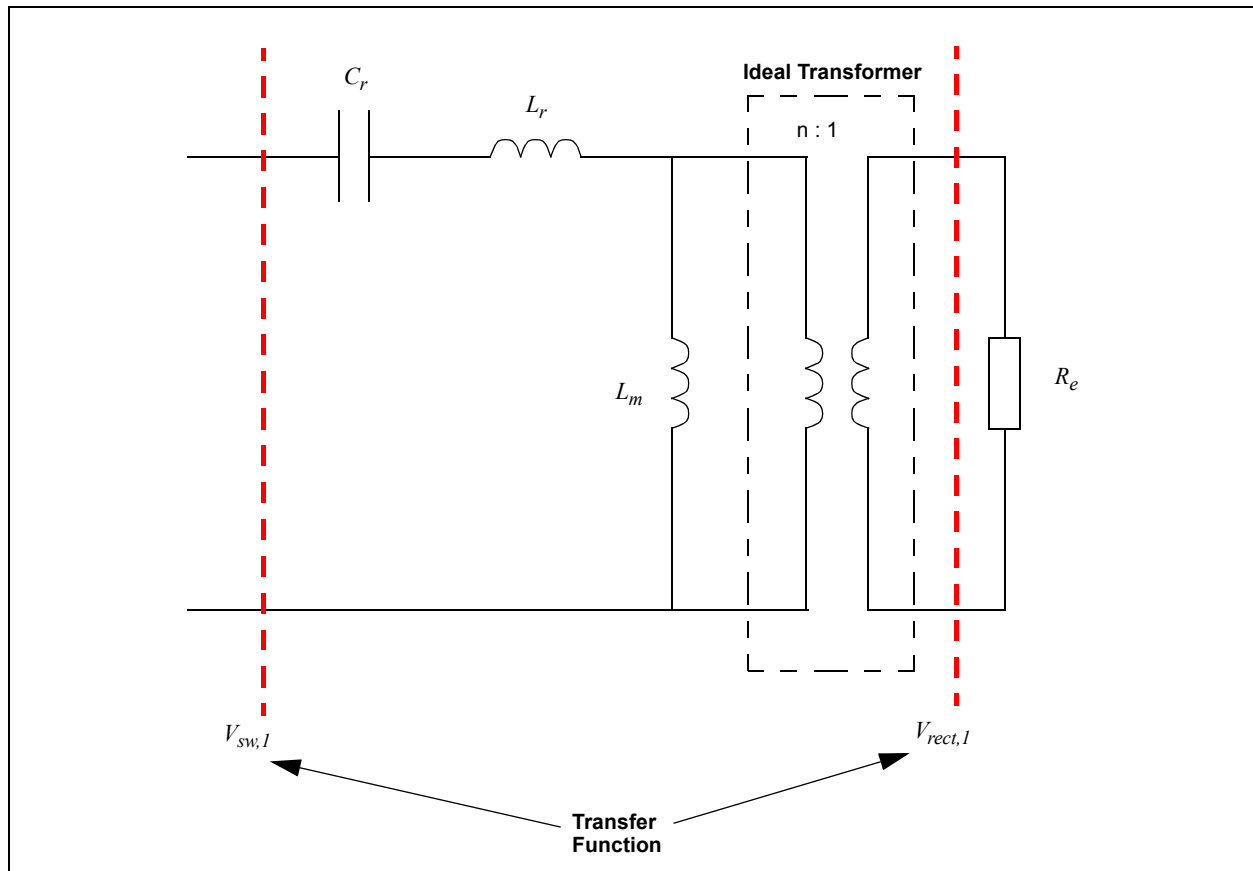 Ideal Transformer
C_r
L_r
n : 1
L_m
R_e
V_sw,1
V_rect,1
Transfer
Function